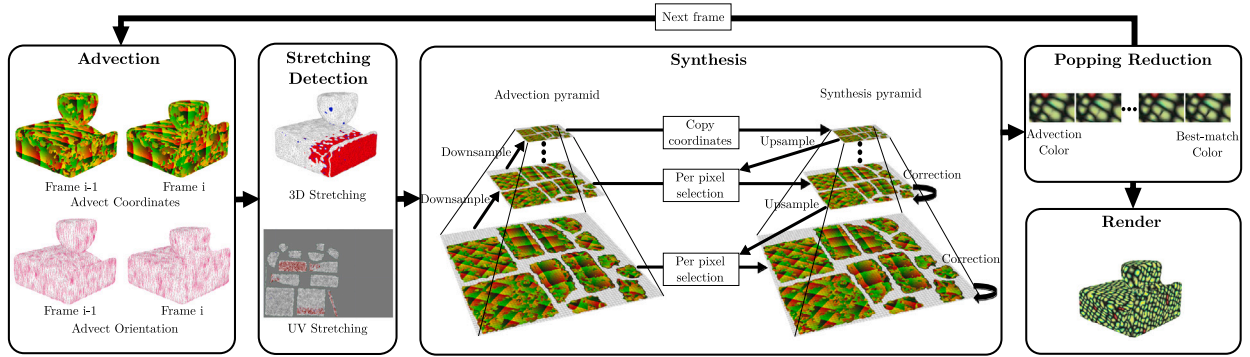 Next frame
Advection
Frame i-1
Frame i
Advect Coordinates
Frame i-1
Frame i
Advect Orientation
Stretching
Detection
3D Stretching
UV Stretching
Synthesis
Advection pyramid
Synthesis pyramid
Copy
coordinates
Downsample
Upsample
Downsample
Per pixel
selection
Correction
Upsample
Per pixel
selection
Correction
Popping Reduction
Advection
Color
Best-match
Color
Render